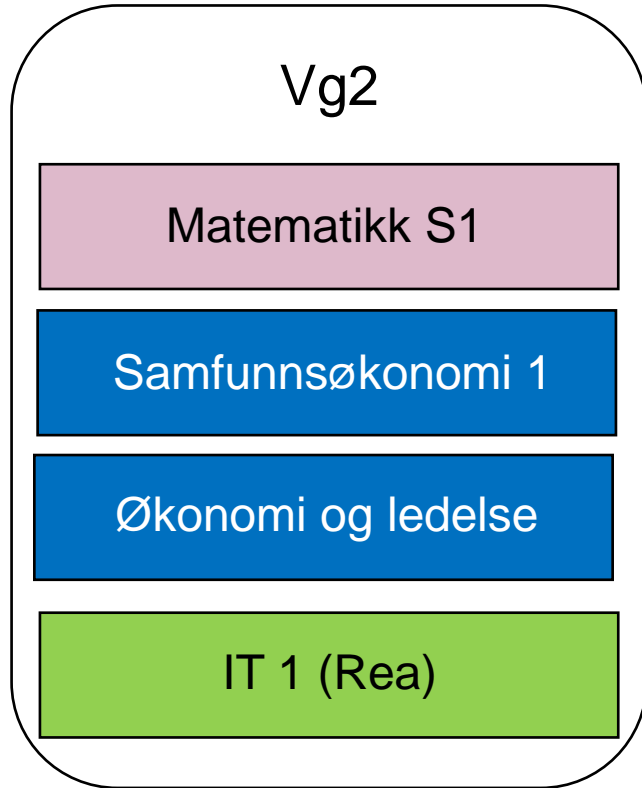 Vg2
Matematikk S1
Samfunnsøkonomi 1
Økonomi og ledelse
IT 1 (Rea)